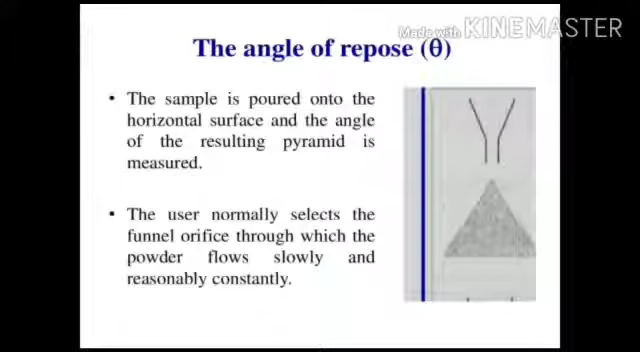 Made with KINEMASTER
The angle of repose (θ)
• The sample is poured onto the
horizontal surface and the angle
of the resulting pyramid is
measured.
• The user normally selects the
funnel orifice through which the
powder flows slowly and
reasonably constantly.